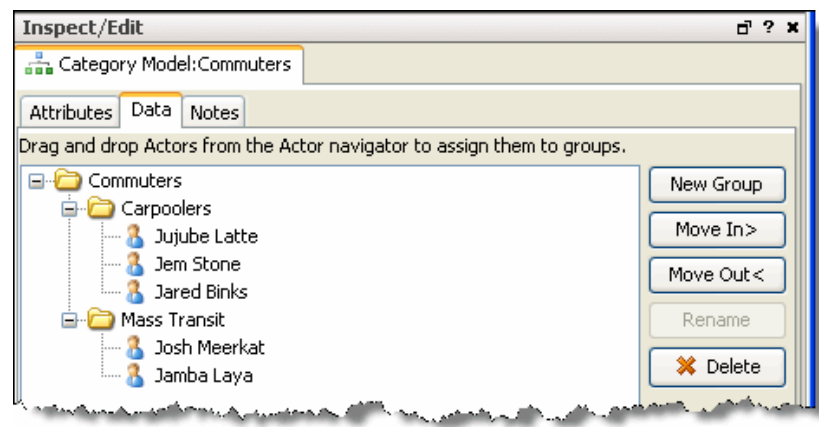 Inspect/Edit
Category Model:Commuters
Attributes Data Notes
Drag and drop Actors from the Actor navigator to assign them to groups.
Commuters
New Group
Carpoolers
Move In>
Jujube Latte
Jem Stone
Move Out<
Jared Binks
Mass Transit
Rename
Josh Meerkat
Delete
Jamba Laya